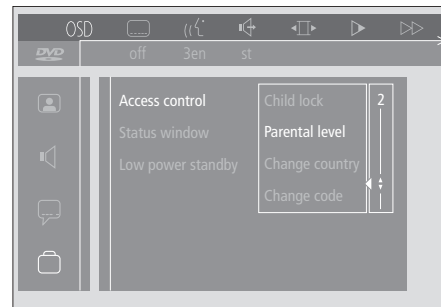 OSD
DVD off 3en st
Access control Child lock 2
Status window Parental level
Low power standby Change country
Change code